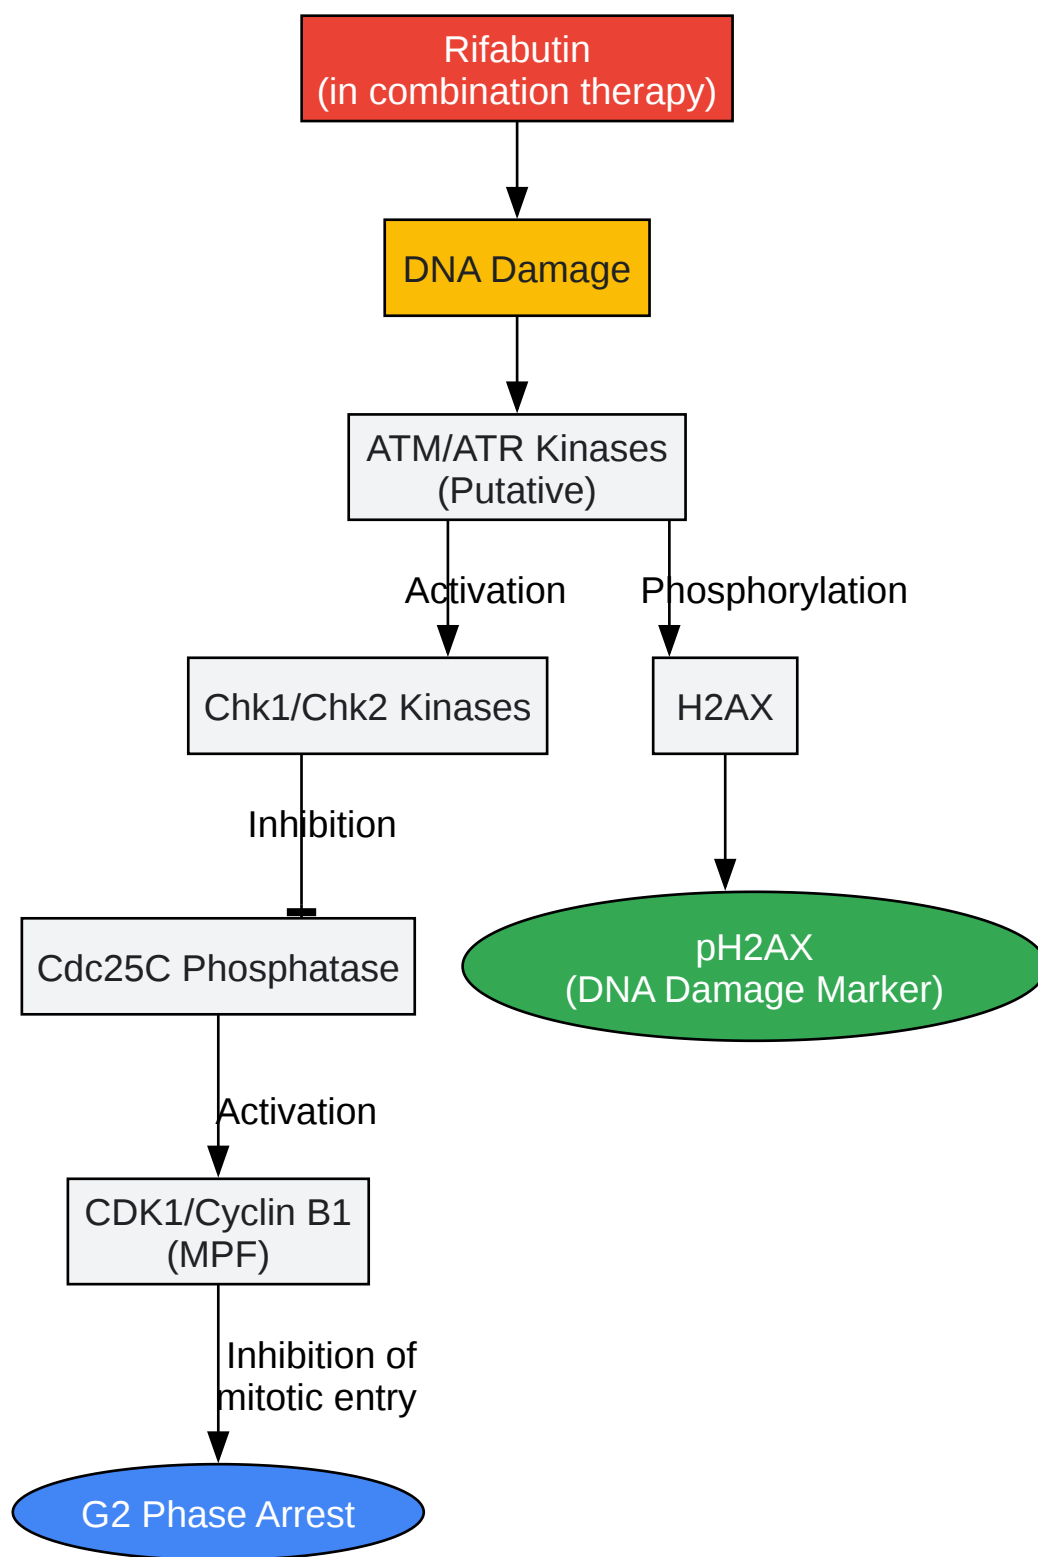 Rifabutin
(in combination therapy)
DNA Damage
ATM/ATR Kinases
(Putative)
Activation
Phosphorylation
Chk1/Chk2 Kinases
H2AX
Inhibition
Cdc25C Phosphatase
pH2AX
(DNA Damage Marker)
Activation
CDK1/Cyclin B1
(MPF)
Inhibition of
mitotic entry
G2 Phase Arrest